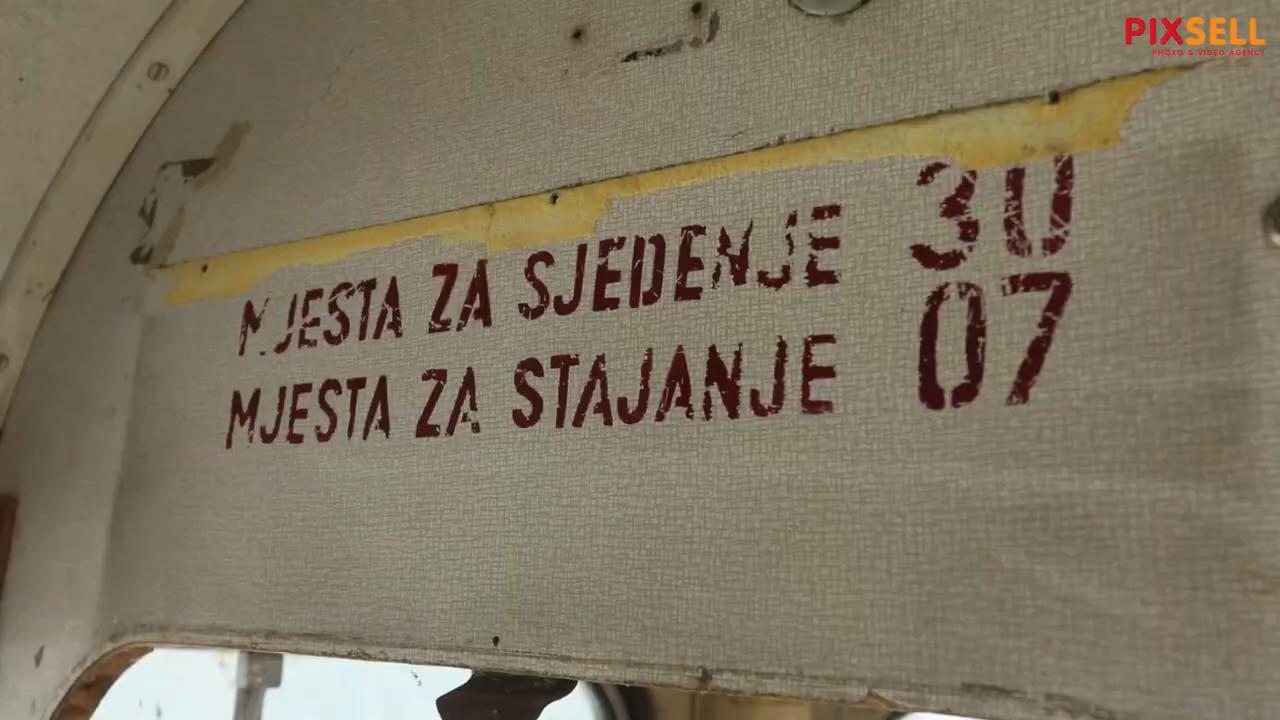 PIXSELL
PHOTO & VIDEO AGENCY
MJESTA ZA SJEDENJE 30
MJESTA ZA STAJANJE 07